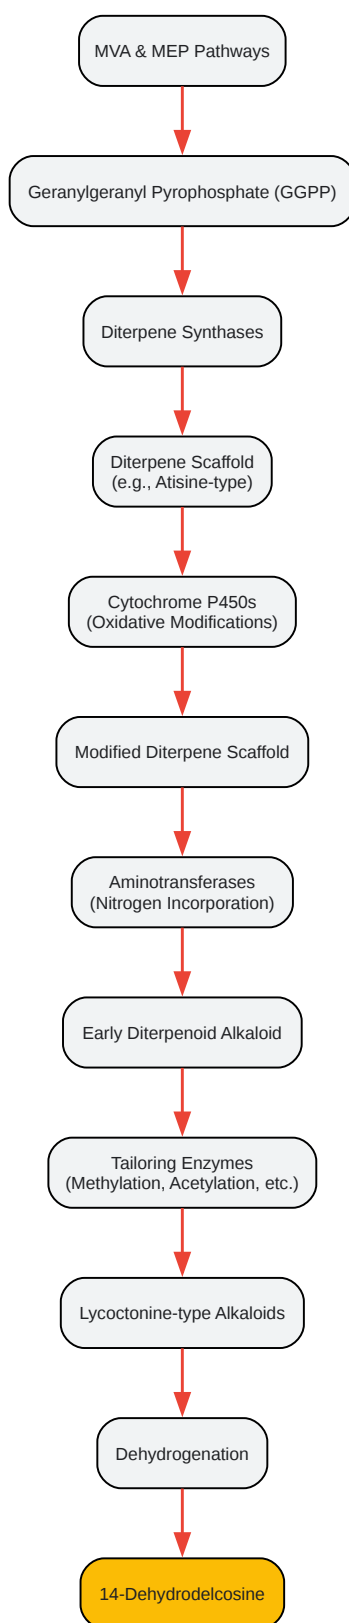 MVA & MEP Pathways
Geranylgeranyl Pyrophosphate (GGPP)
Diterpene Synthases
Diterpene Scaffold
(e.g., Atisine-type)
Cytochrome P450s
(Oxidative Modifications)
Modified Diterpene Scaffold
Aminotransferases
(Nitrogen Incorporation)
Early Diterpenoid Alkaloid
Tailoring Enzymes
(Methylation, Acetylation, etc.)
Lycoctonine-type Alkaloids
Dehydrogenation
14-Dehydrodelcosine